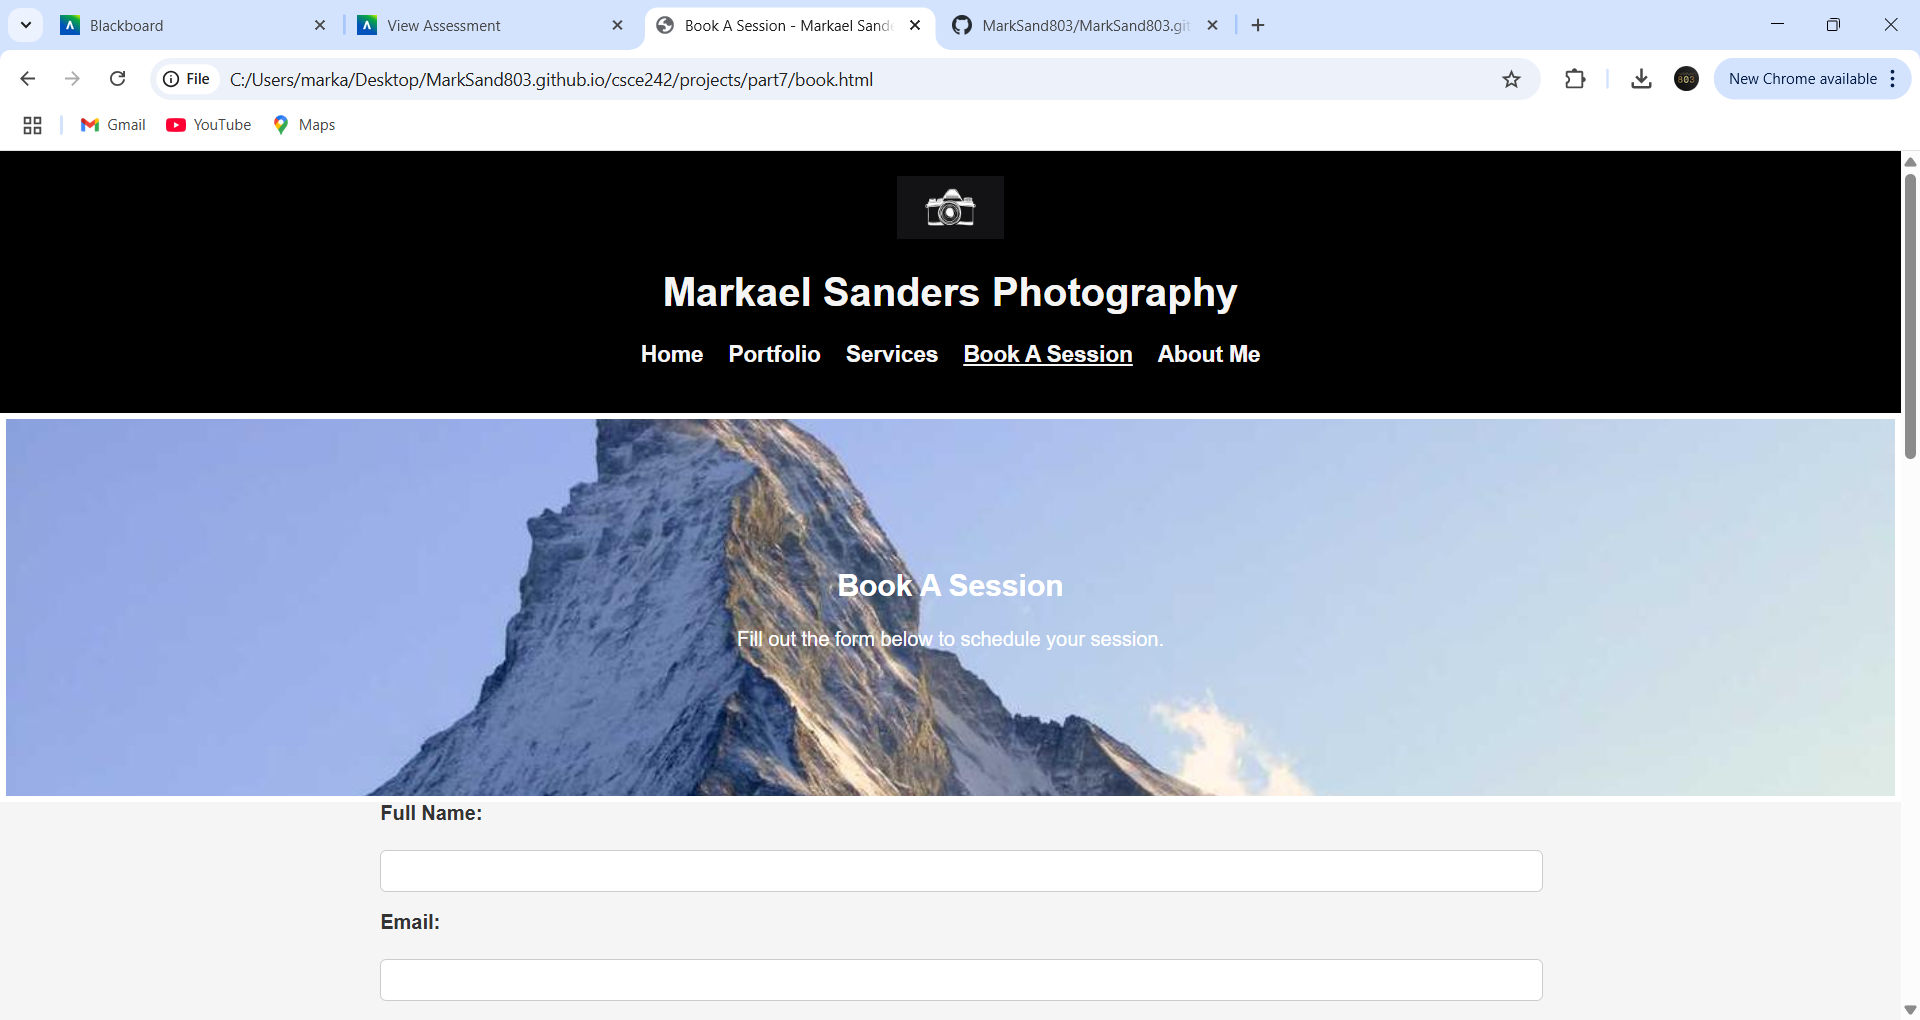 Blackboard
View Assessment
Book A Session - Markael Sande
MarkSand803/MarkSand803.git
File
C:/Users/marka/Desktop/MarkSand803.github.io/csce242/projects/part7/book.html
803
New Chrome available
Gmail
YouTube
Maps
Markael Sanders Photography
Home Portfolio Services Book A Session About Me
Book A Session
Fill out the form below to schedule your session.
Full Name:
Email: